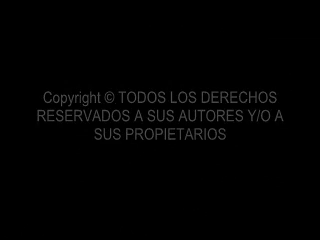 Copyright © TODOS LOS DERECHOS
RESERVADOS A SUS AUTORES Y/O A
SUS PROPIETARIOS